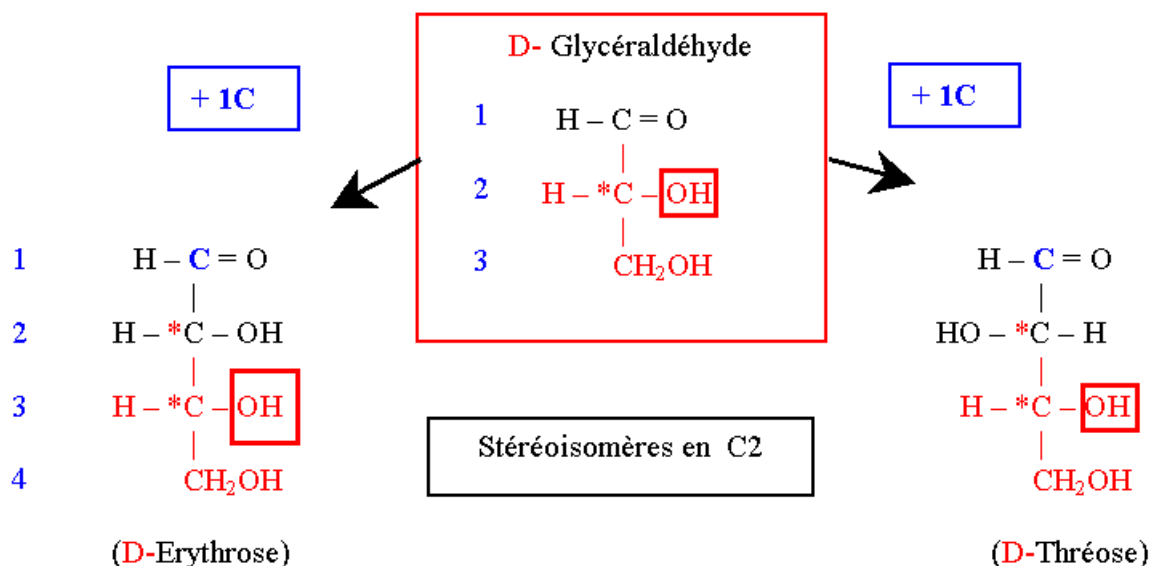 D- Glycéraldéhyde
+ 1C
+ 1C
1 H – C = O
|
2 H – *C – OH
|
3 CH₂OH
1 H – C = O H – C = O
| |
2 H – *C – OH HO – *C – H
| |
3 H – *C – OH H – *C – OH
| |
4 CH₂OH CH₂OH
Stéréoisomères en C2
(D-Erythrose) (D-Thréose)